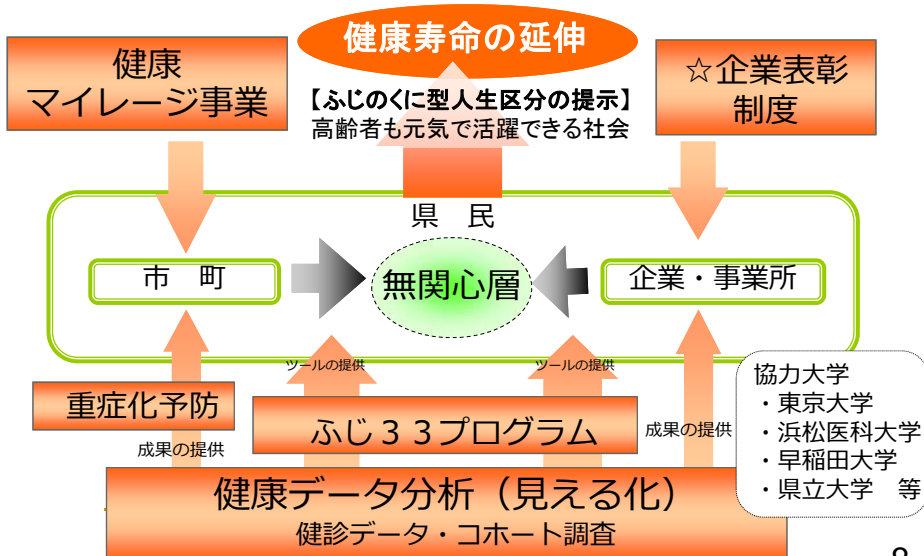 健康寿命の延伸
健康
マイレージ事業
【ふじのくに型人生区分の提示】
高齢者も元気で活躍できる社会
☆企業表彰
制度
県　民
市　町
無関心層
企業・事業所
ツールの提供
ツールの提供
重症化予防
ふじ３３プログラム
成果の提供
成果の提供
協力大学
・東京大学
・浜松医科大学
・早稲田大学
・県立大学　等
健康データ分析（見える化）
健診データ・コホート調査